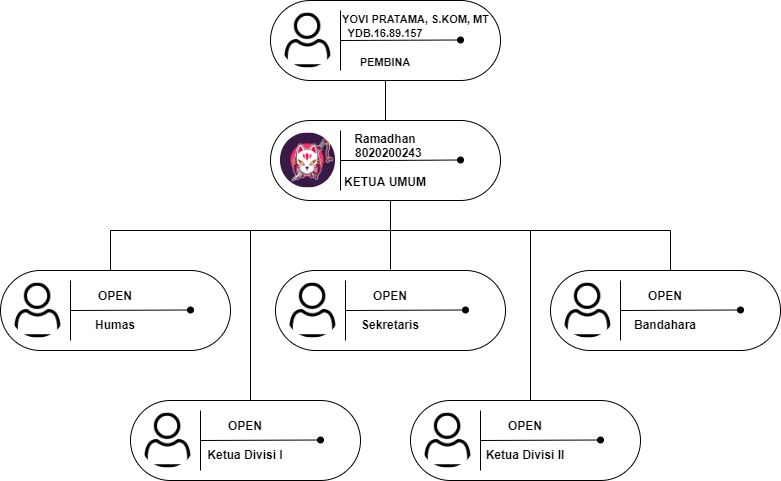 YOVI PRATAMA, S.KOM, MT
YDB.16.89.157
PEMBINA
Ramadhan
8020200243
KETUA UMUM
OPEN
Humas
OPEN
Sekretaris
OPEN
Bandahara
OPEN
Ketua Divisi I
OPEN
Ketua Divisi II